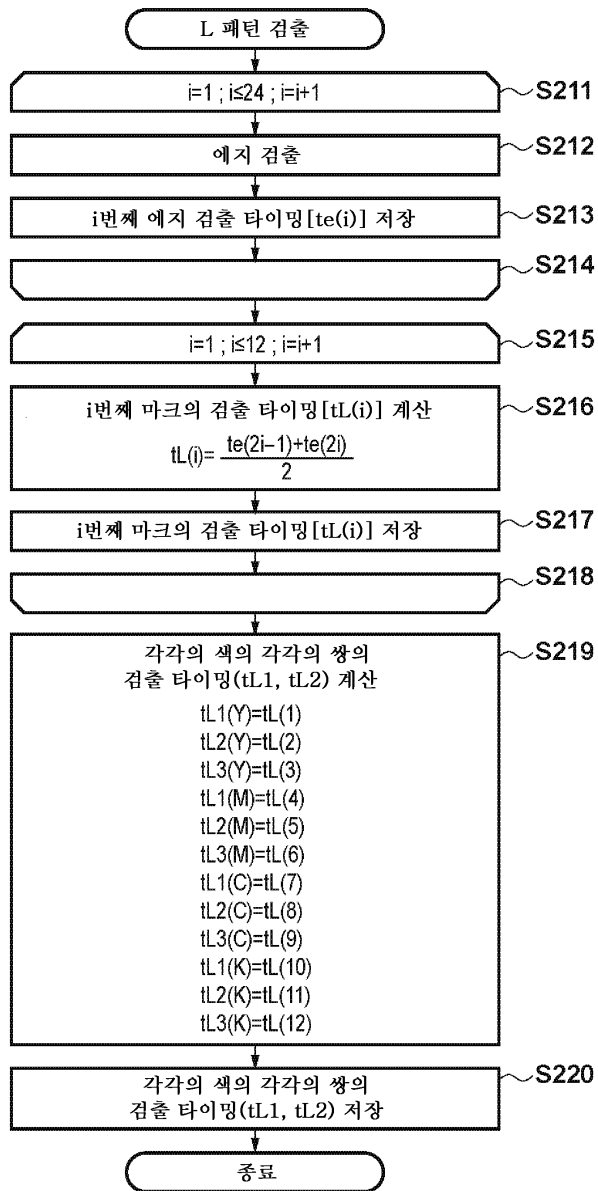 L 패턴 검출
i=1 ; i≤24 ; i=i+1
S211
에지 검출
S212
i번째 에지 검출 타이밍[te(i)] 저장
S213
S214
i=1 ; i≤12 ; i=i+1
S215
i번째 마크의 검출 타이밍[tL(i)] 계산
tL(i)= te(2i–1)+te(2i) / 2
S216
i번째 마크의 검출 타이밍[tL(i)] 저장
S217
S218
각각의 색의 각각의 쌍의
검출 타이밍(tL1, tL2) 계산
S219
tL1(Y)=tL(1)
tL2(Y)=tL(2)
tL3(Y)=tL(3)
tL1(M)=tL(4)
tL2(M)=tL(5)
tL3(M)=tL(6)
tL1(C)=tL(7)
tL2(C)=tL(8)
tL3(C)=tL(9)
tL1(K)=tL(10)
tL2(K)=tL(11)
tL3(K)=tL(12)
각각의 색의 각각의 쌍의
검출 타이밍(tL1, tL2) 저장
S220
종료